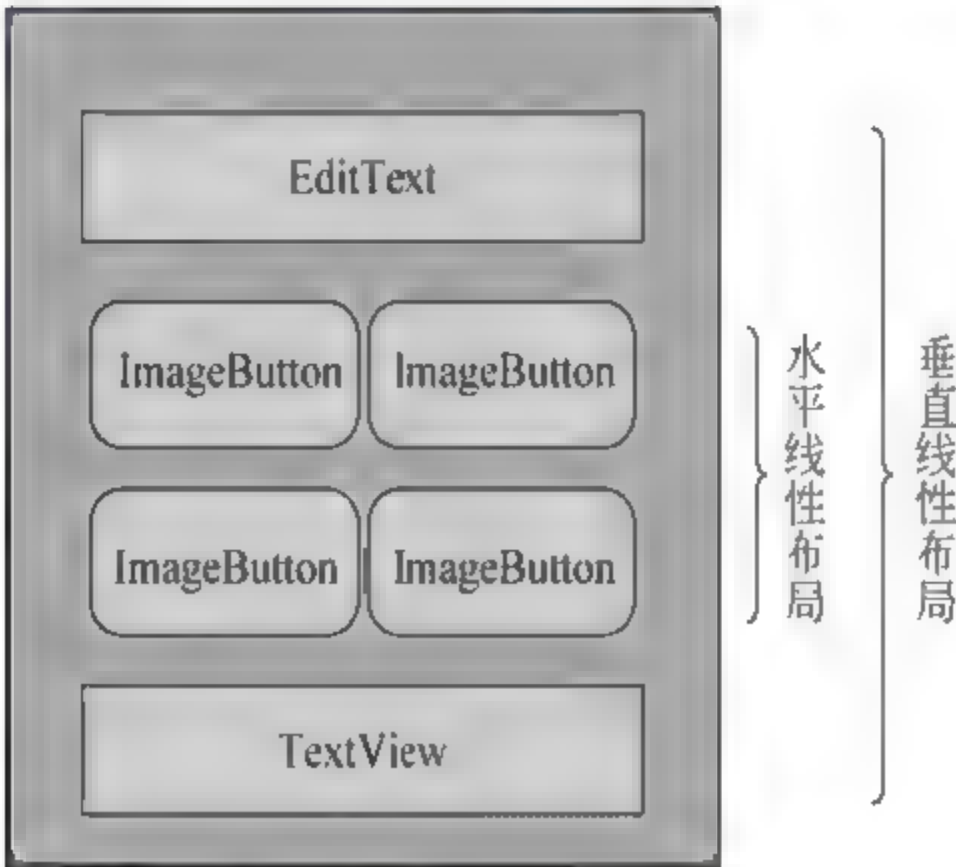 EditText
ImageButton
ImageButton
ImageButton
ImageButton
TextView
水平线性布局
垂直线性布局